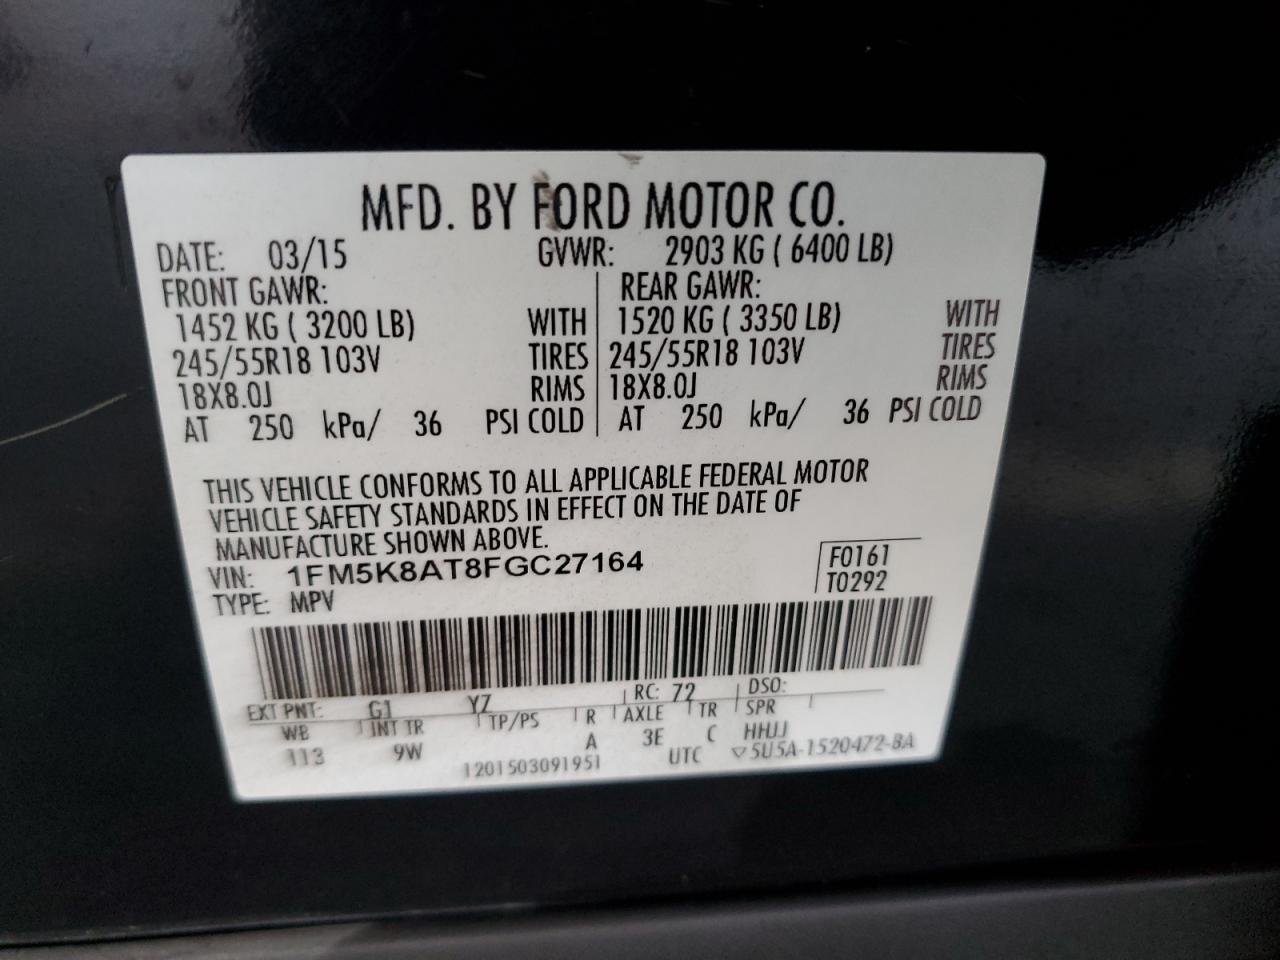 MFD. BY FORD MOTOR CO.
DATE: 03/15 GVWR: 2903 KG ( 6400 LB)
FRONT GAWR: REAR GAWR:
1452 KG ( 3200 LB) WITH 1520 KG ( 3350 LB) WITH
245/55R18 103V TIRES 245/55R18 103V TIRES
18X8.0J RIMS 18X8.0J RIMS
AT 250 kPa/ 36 PSI COLD AT 250 kPa/ 36 PSI COLD
THIS VEHICLE CONFORMS TO ALL APPLICABLE FEDERAL MOTOR
VEHICLE SAFETY STANDARDS IN EFFECT ON THE DATE OF
MANUFACTURE SHOWN ABOVE.
VIN: 1FM5K8AT8FGC27164 F0161
TYPE: MPV T0292
EXT PNT: G1 YZ RC: 72 DSO:
WB INT TR TP/PS R AXLE TR SPR
113 9W A 3E C HHJJ
1201503091951 UTC ▽5U5A-1520472-BA